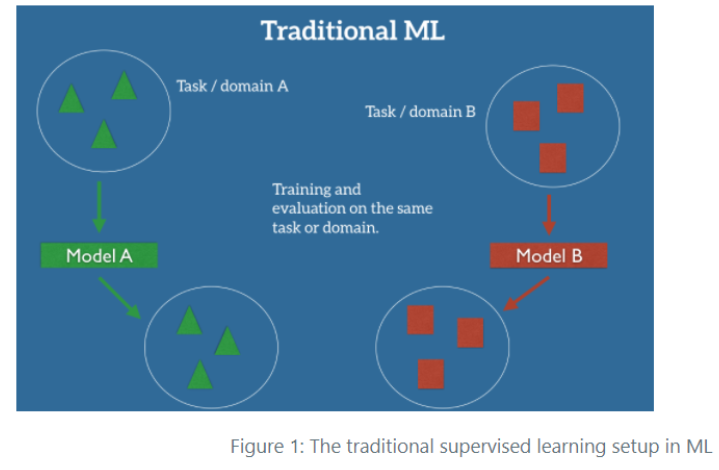 Traditional ML
Task / domain A
Task / domain B
Training and
evaluation on the same
task or domain.
Model A
Model B
Figure 1: The traditional supervised learning setup in ML